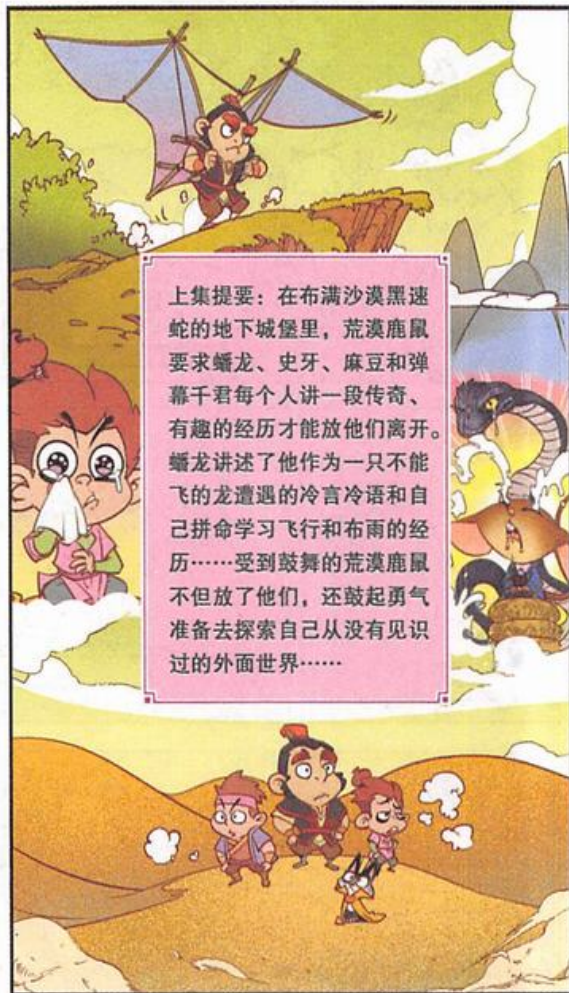 上集提要：在布满沙漠黑速
蛇的地下城堡里，荒漠鹿鼠
要求蟠龙、史牙、麻豆和弹
幕千君每个人讲一段传奇、
有趣的经历才能放他们离开。
蟠龙讲述了他作为一只不能
飞的龙遭遇的冷言冷语和自
己拼命学习飞行和布雨的经
历……受到鼓舞的荒漠鹿鼠
不但放了他们，还鼓起勇气
准备去探索自己从没有见识
过的外面世界……